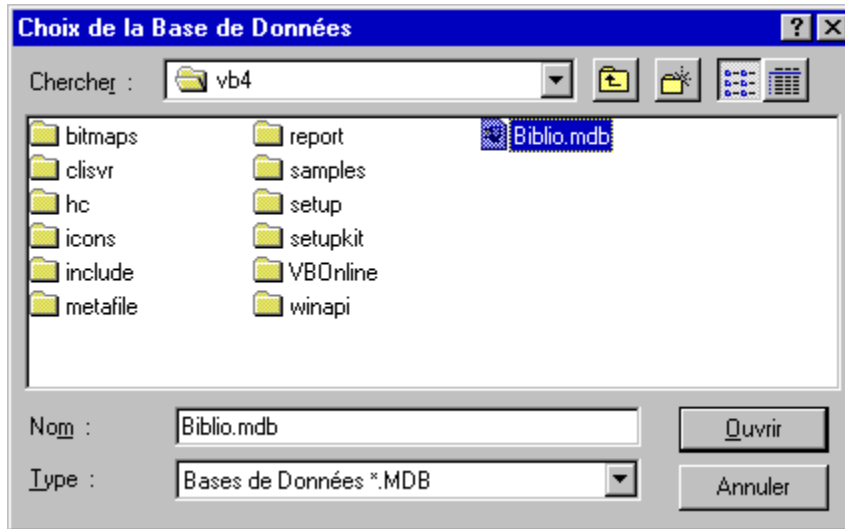 Choix de la Base de Données
Chercher : vb4
bitmaps report Biblio.mdb
clisvr samples
hc setup
icons setupkit
include VBOnline
metafile winapi
Nom : Biblio.mdb Ouvrir
Type : Bases de Données *.MDB Annuler